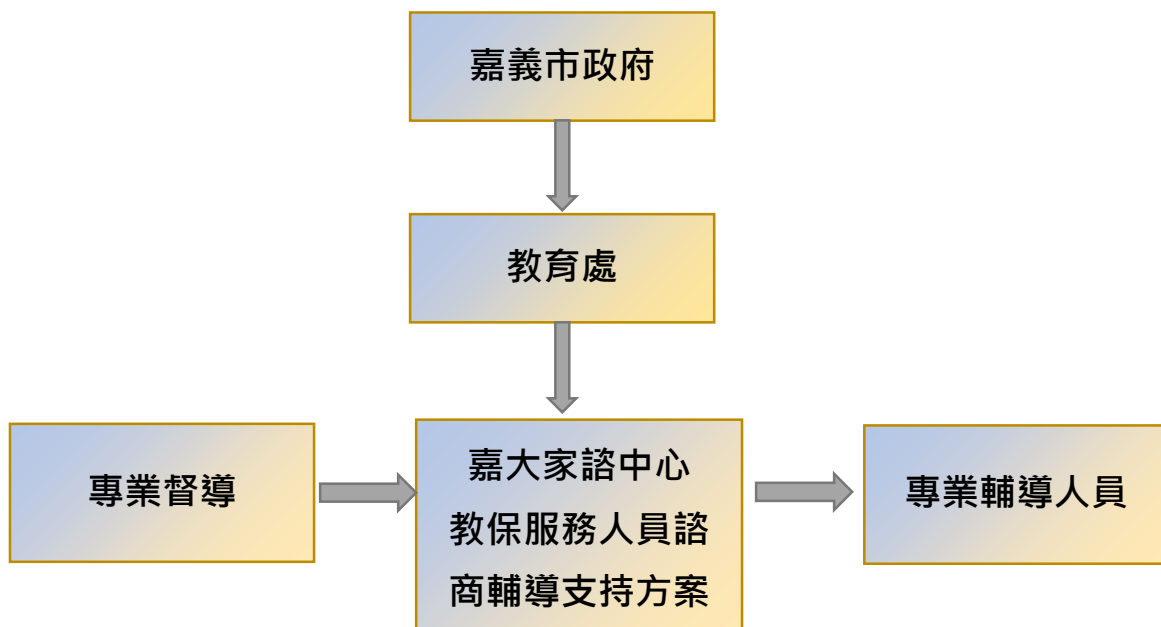 嘉義市政府
教育處
專業督導
嘉大家諮中心
教保服務人員諮
商輔導支持方案
專業輔導人員